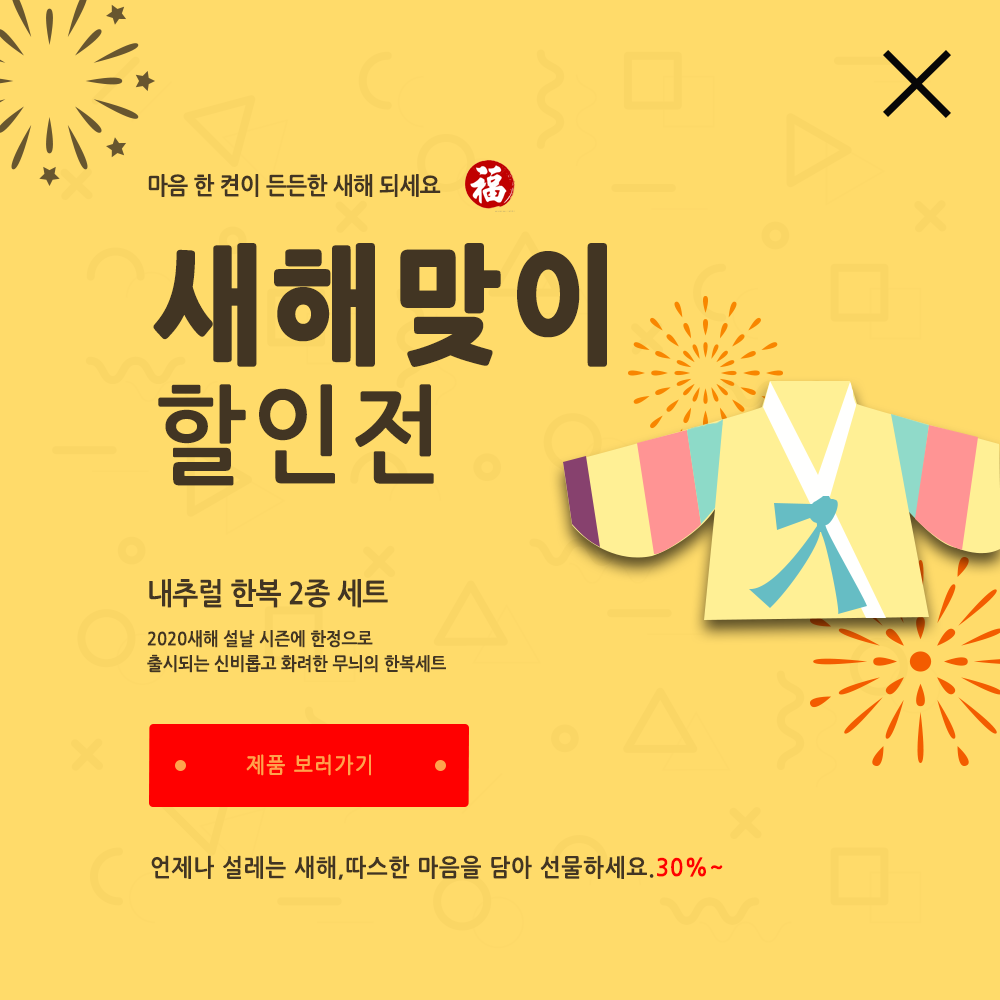 마음 한 켠이 든든한 새해 되세요 福
새해맞이
할인전
내추럴 한복 2종 세트
2020새해 설날 시즌에 한정으로
출시되는 신비롭고 화려한 무늬의 한복세트
제품 보러가기
언제나 설레는 새해,따스한 마음을 담아 선물하세요.30%~